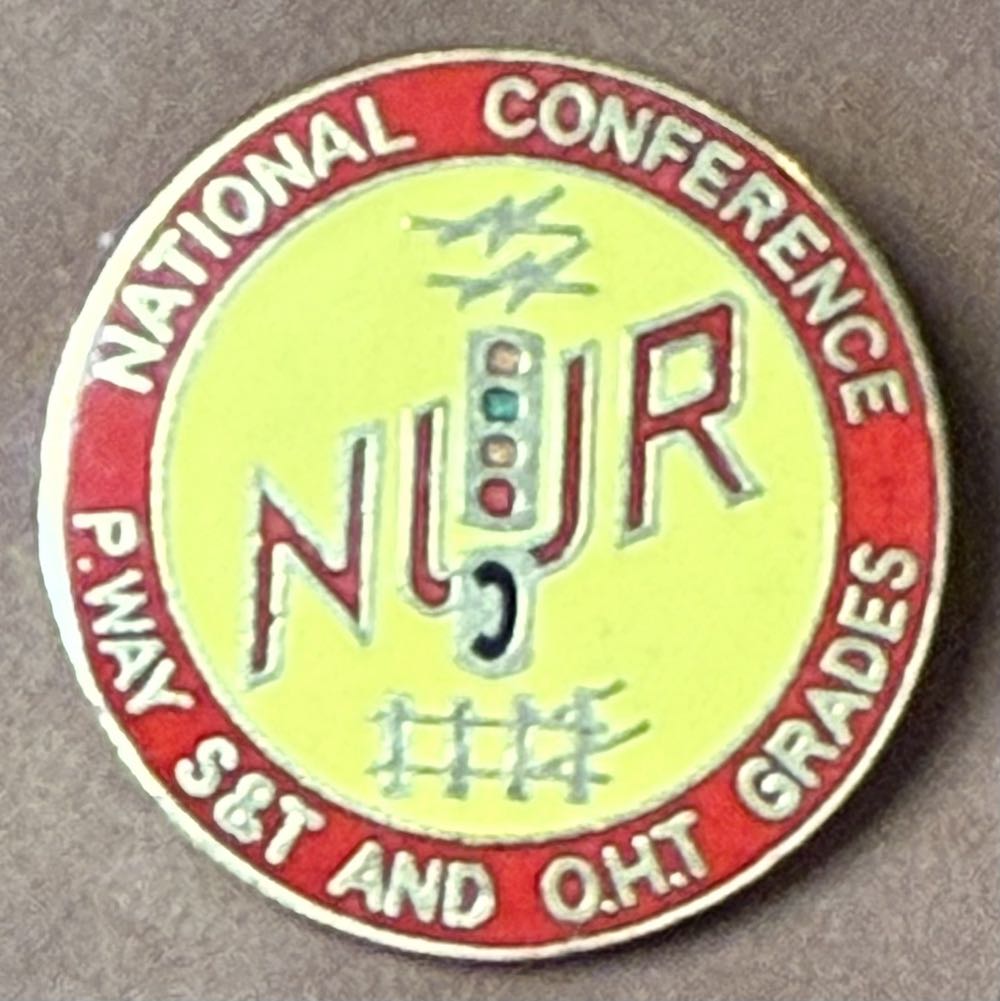 NATIONAL CONFERENCE
NUR
P.WAY S&T AND O.H.T GRADES